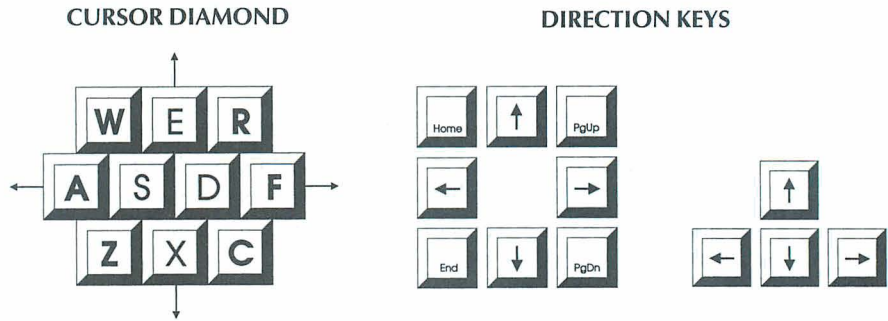 CURSOR DIAMOND
DIRECTION KEYS
W E R
A S D F
Z X C
Home ↑ PgUp
← →
End ↓ PgDn
↑
← ↓ →